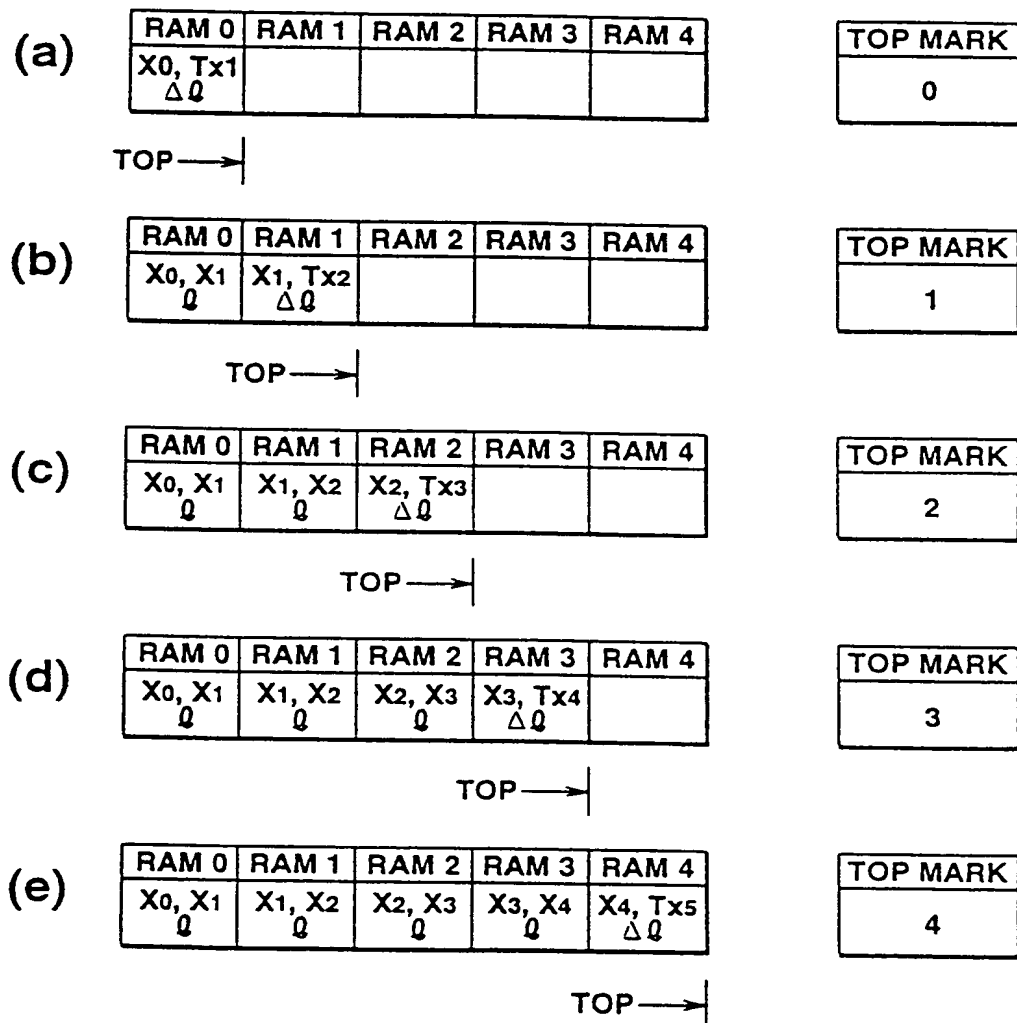 (a)
RAM 0 RAM 1 RAM 2 RAM 3 RAM 4 TOP MARK
X0, Tx1 0
Δ ℓ
TOP
(b)
RAM 0 RAM 1 RAM 2 RAM 3 RAM 4 TOP MARK
X0, X1 X1, Tx2 1
ℓ Δ ℓ
TOP
(c)
RAM 0 RAM 1 RAM 2 RAM 3 RAM 4 TOP MARK
X0, X1 X1, X2 X2, Tx3 2
ℓ ℓ Δ ℓ
TOP
(d)
RAM 0 RAM 1 RAM 2 RAM 3 RAM 4 TOP MARK
X0, X1 X1, X2 X2, X3 X3, Tx4 3
ℓ ℓ ℓ Δ ℓ
TOP
(e)
RAM 0 RAM 1 RAM 2 RAM 3 RAM 4 TOP MARK
X0, X1 X1, X2 X2, X3 X3, X4 X4, Tx5 4
ℓ ℓ ℓ ℓ Δ ℓ
TOP